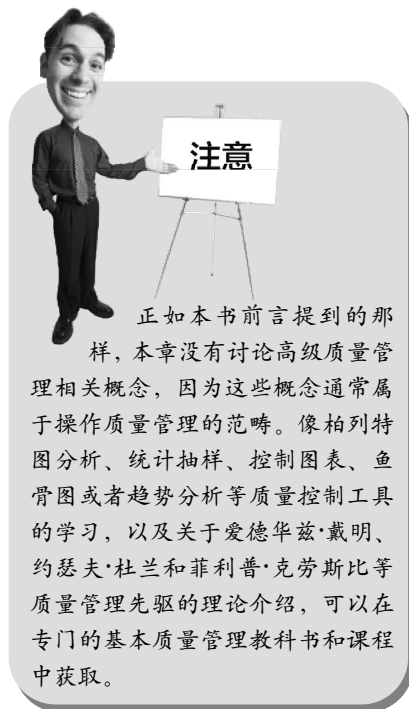 注意
正如本书前言提到的那
样，本章没有讨论高级质量管
理相关概念，因为这些概念通常属
于操作质量管理的范畴。像柏列特
图分析、统计抽样、控制图表、鱼
骨图或者趋势分析等质量控制工具
的学习，以及关于爱德华兹·戴明、
约瑟夫·杜兰和菲利普·克劳斯比等
质量管理先驱的理论介绍，可以在
专门的基本质量管理教科书和课程
中获取。